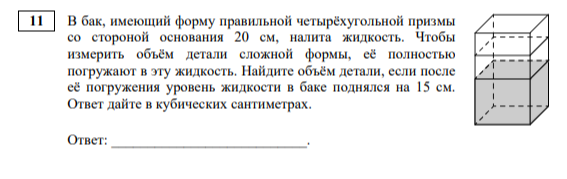 11 В бак, имеющий форму правильной четырёхугольной призмы
со стороной основания 20 см, налита жидкость. Чтобы
измерить объём детали сложной формы, её полностью
погружают в эту жидкость. Найдите объём детали, если после
её погружения уровень жидкости в баке поднялся на 15 см.
Ответ дайте в кубических сантиметрах.
Ответ: ___________________________.